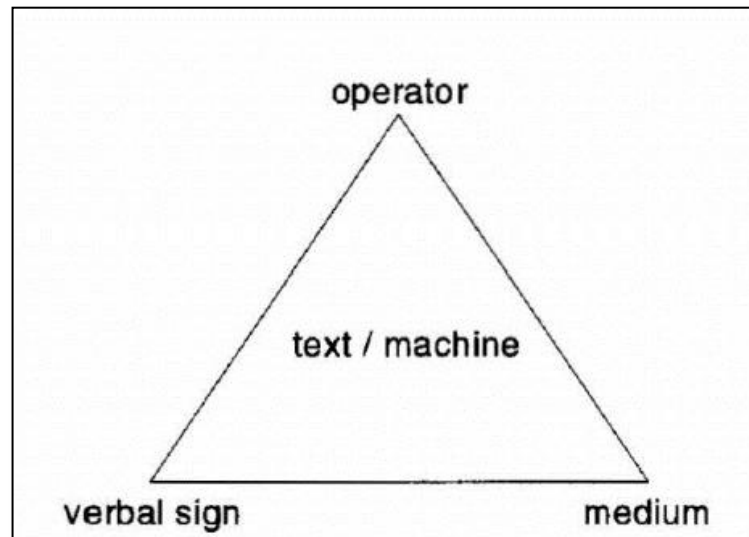 operator
text / machine
verbal sign
medium